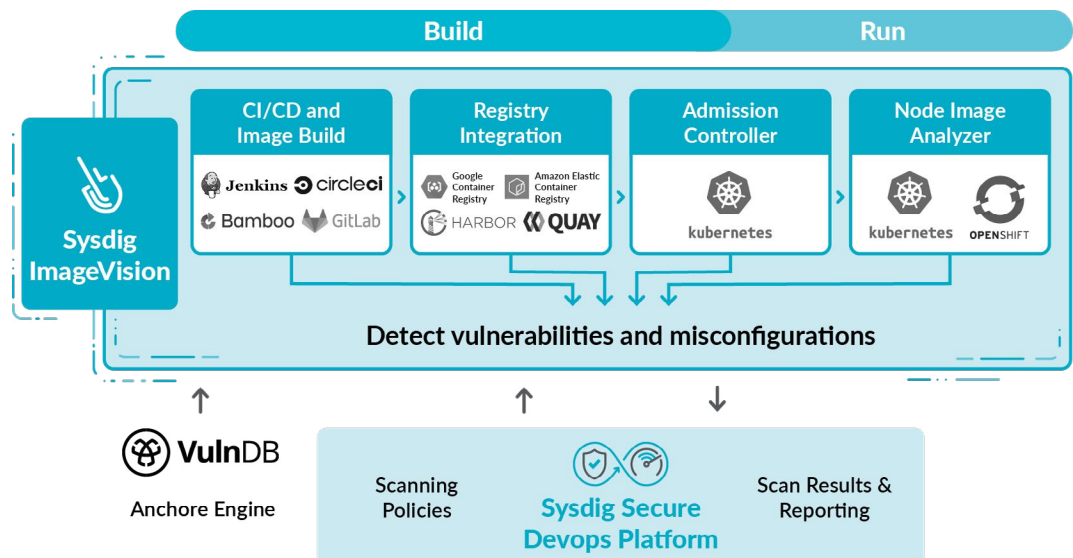 Build
Run
CI/CD and
Image Build
Registry
Integration
Admission
Controller
Node Image
Analyzer
Jenkins
circleci
Bamboo
GitLab
Google
Container
Registry
Amazon Elastic
Container
Registry
HARBOR
QUAY
kubernetes
kubernetes
OPENSHIFT
Sysdig
ImageVision
Detect vulnerabilities and misconfigurations
VulnDB
Anchore Engine
Scanning
Policies
Sysdig Secure
Devops Platform
Scan Results &
Reporting